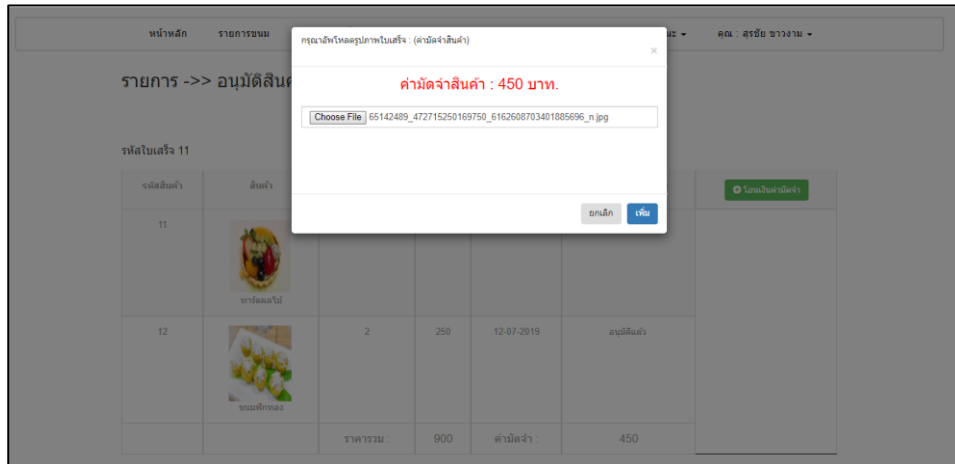 หน้าหลัก รายการขนม คุณ : สุรชัย ขาวงาม
กรุณาอัพโหลดรูปภาพใบเสร็จ : (ค่ามัดจำสินค้า)
×
รายการ ->> อนุมัติสินค
ค่ามัดจำสินค้า : 450 บาท.
Choose File 65142489_472715250169750_6162608703401885696_n.jpg
รหัสใบเสร็จ 11
รหัสสินค้า สินค้า โอนเงินค่ามัดจำ
ยกเลิก เพิ่ม
11
ทาร์ตผลไม้
12 2 250 12-07-2019 อนุมัติแล้ว
ขนมฟักทอง
ราคารวม : 900 ค่ามัดจำ : 450